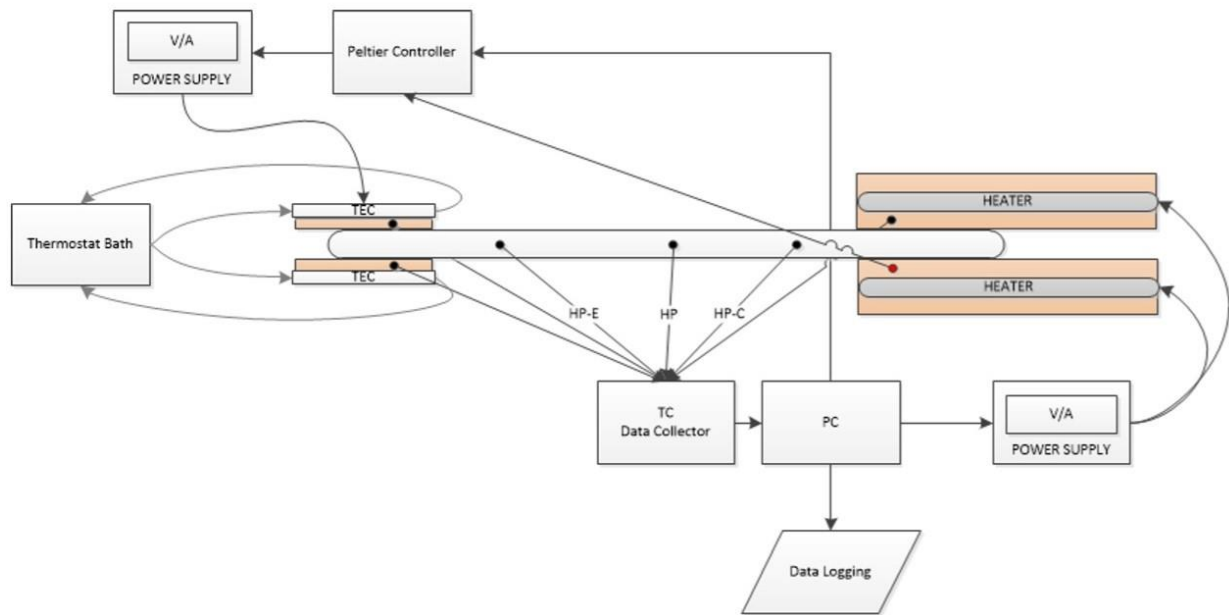 V/A
POWER SUPPLY
Peltier Controller
TEC
HEATER
Thermostat Bath
TEC
HEATER
HP-E
HP
HP-C
TC
Data Collector
PC
V/A
POWER SUPPLY
Data Logging